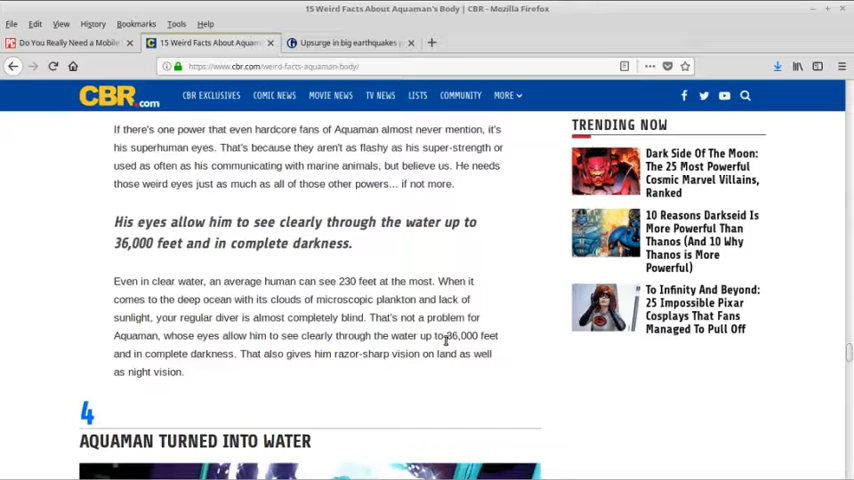 15 Weird Facts About Aquaman's Body | CBR - Mozilla Firefox
File Edit View History Bookmarks Tools Help
Do You Really Need a Mobile
15 Weird Facts About Aquam
Upsurge in big earthquakes
https://www.cbr.com/weird-facts-aquaman-body/
CBR.com
CBR EXCLUSIVES COMIC NEWS MOVIE NEWS TV NEWS LISTS COMMUNITY MORE
If there's one power that even hardcore fans of Aquaman almost never mention, it's
his superhuman eyes. That's because they aren't as flashy as his super-strength or
used as often as his communicating with marine animals, but believe us. He needs
those weird eyes just as much as all of those other powers... if not more.
His eyes allow him to see clearly through the water up to
36,000 feet and in complete darkness.
Even in clear water, an average human can see 230 feet at the most. When it
comes to the deep ocean with its clouds of microscopic plankton and lack of
sunlight, your regular diver is almost completely blind. That's not a problem for
Aquaman, whose eyes allow him to see clearly through the water up to 36,000 feet
and in complete darkness. That also gives him razor-sharp vision on land as well
as night vision.
4
AQUAMAN TURNED INTO WATER
TRENDING NOW
Dark Side Of The Moon:
The 25 Most Powerful
Cosmic Marvel Villains,
Ranked
10 Reasons Darkseid Is
More Powerful Than
Thanos (And 10 Why
Thanos is More
Powerful)
To Infinity And Beyond:
25 Impossible Pixar
Cosplays That Fans
Managed To Pull Off